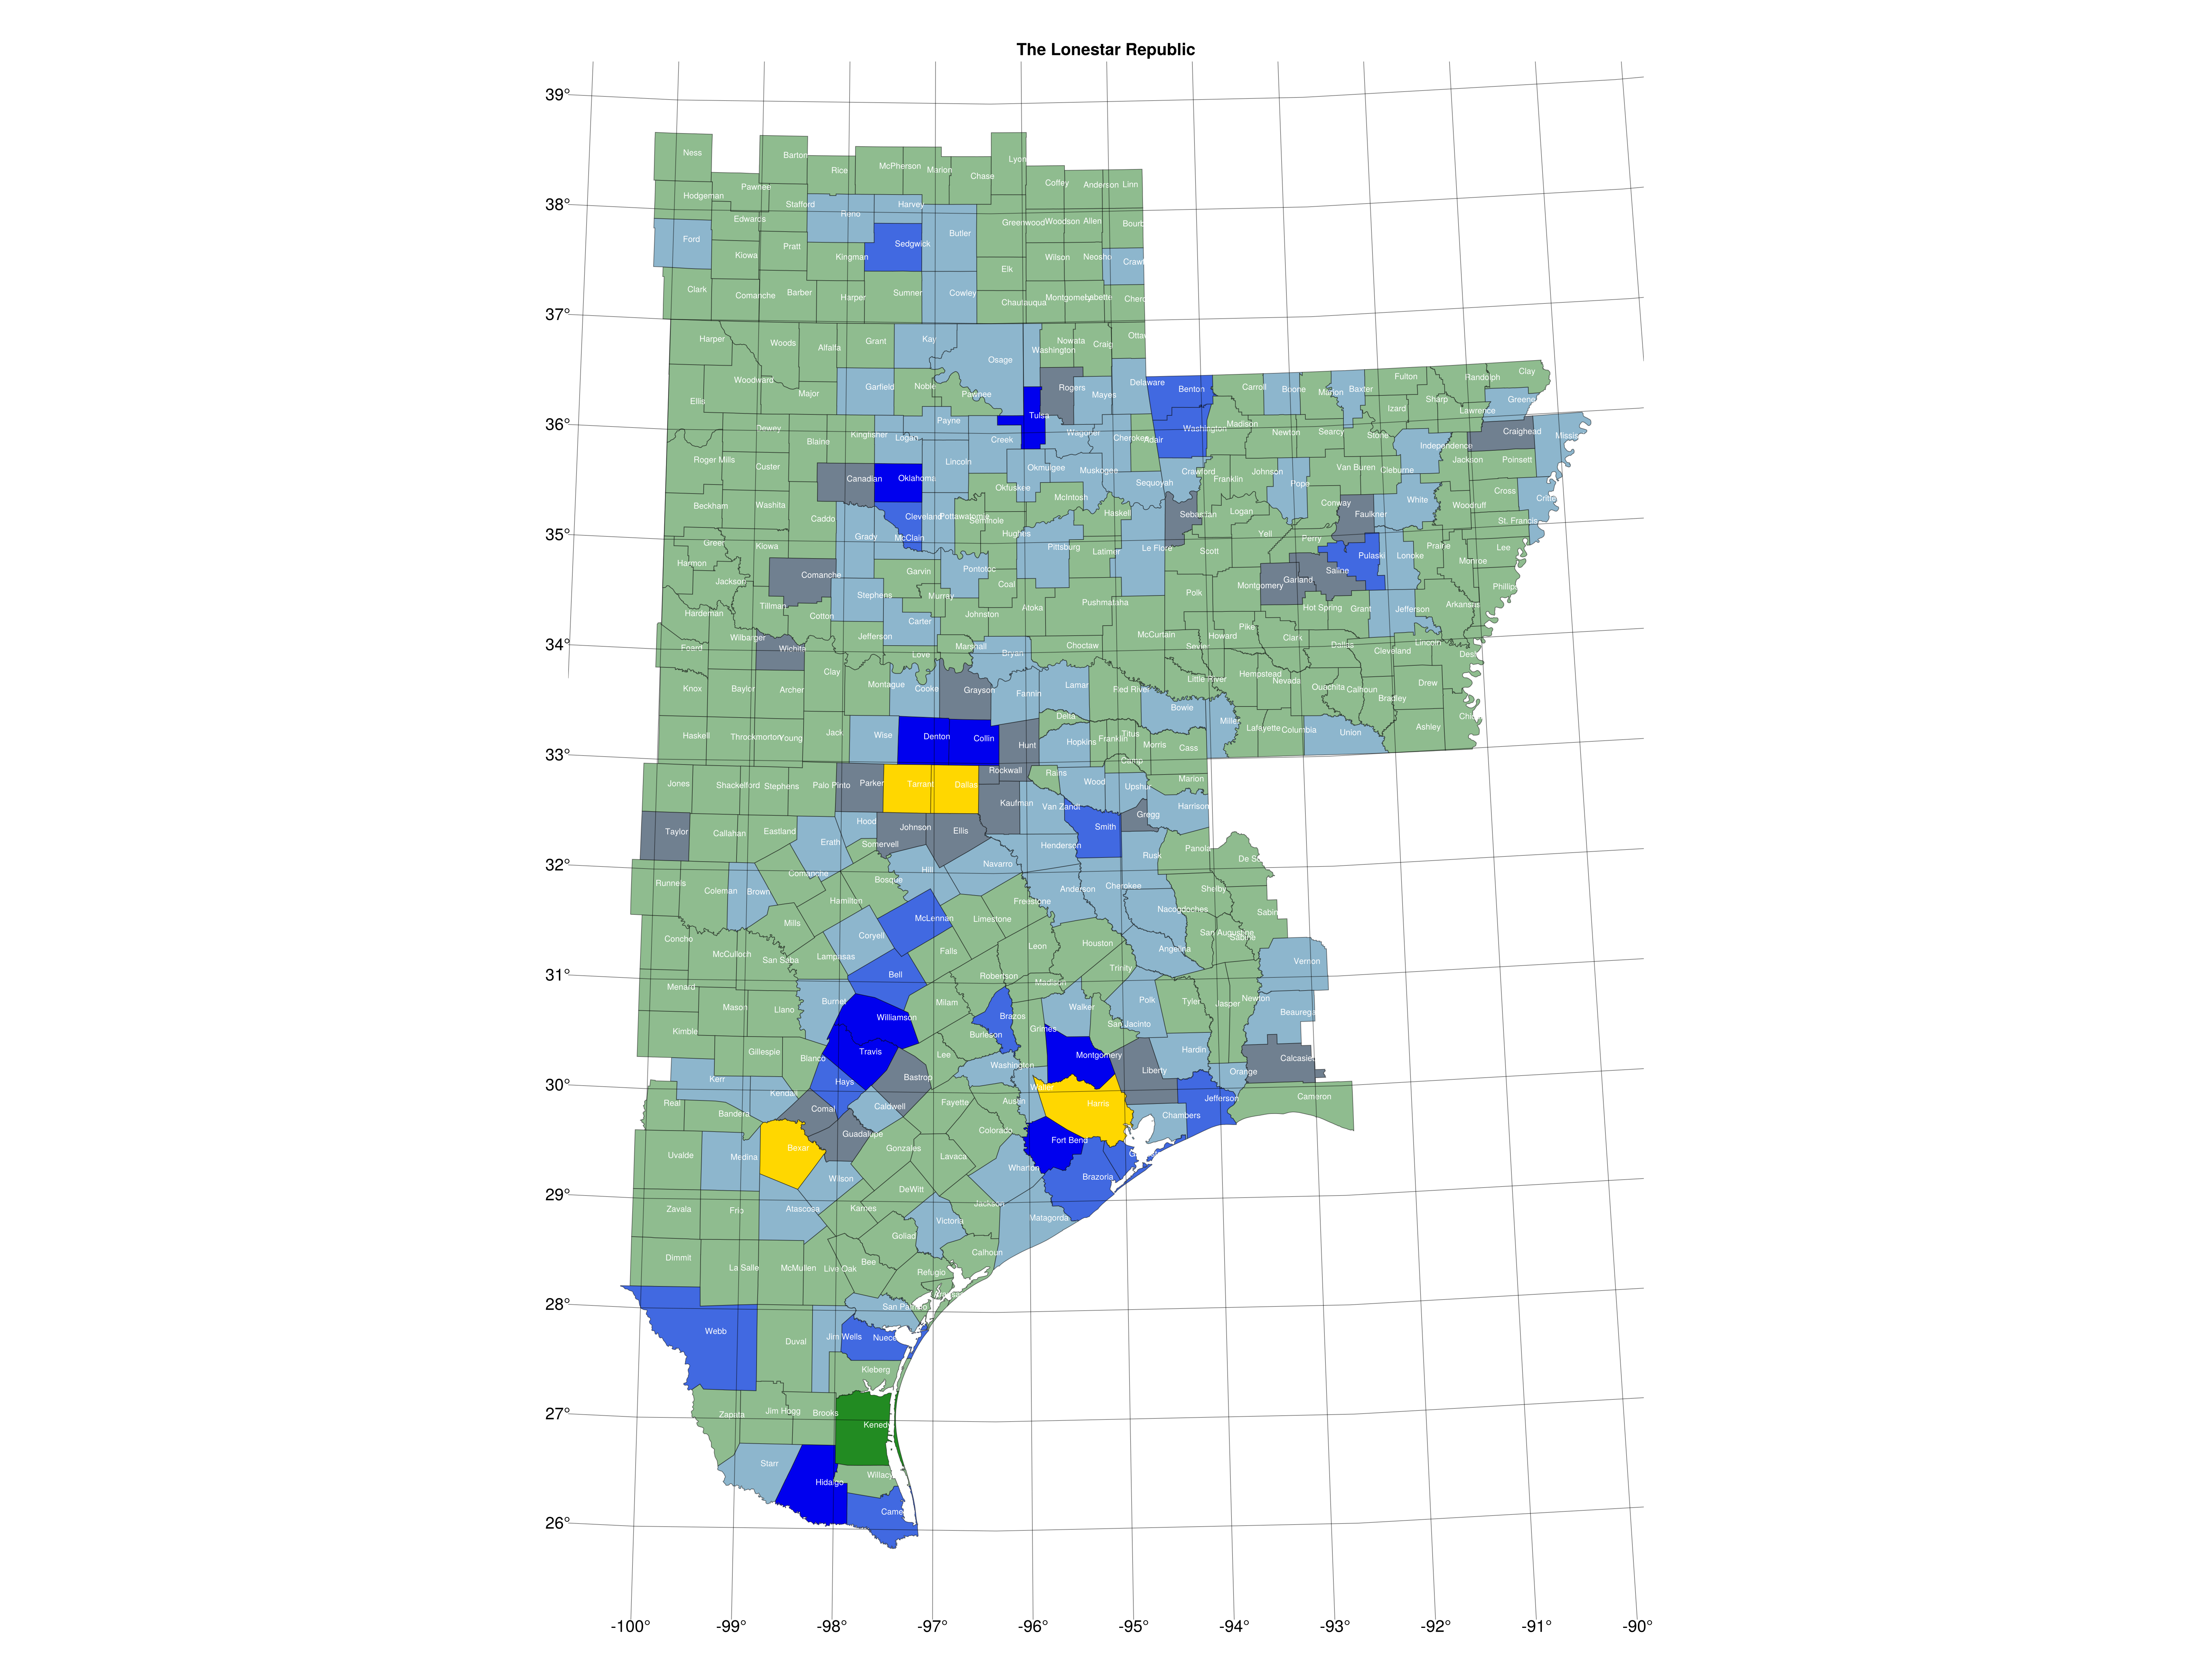 The Lonestar Republic
39°
Ness
Barton
Rice
McPherson
Marion
Chase
Lyon
Coffey
Anderson
Linn
Hodgeman
Pawnee
Stafford
Reno
Harvey
38°
Edwards
Butler
Greenwood
Woodson
Allen
Bourb
Ford
Kiowa
Pratt
Kingman
Sedgwick
Elk
Wilson
Neosho
Crawf
Clark
Comanche
Barber
Harper
Sumner
Cowley
Chautauqua
Montgomery
Labette
Chero
37°
Harper
Woods
Alfalfa
Grant
Kay
Osage
Washington
Nowata
Craig
Ottaw
Woodward
Ellis
Major
Garfield
Noble
Pawnee
Rogers
Mayes
Delaware
Benton
Carroll
Boone
Marion
Baxter
Fulton
Randolph
Clay
Izard
Sharp
Lawrence
Greene
36°
Dewey
Blaine
Kingfisher
Logan
Payne
Creek
Tulsa
Wagoner
Cherokee
Adair
Washington
Madison
Newton
Searcy
Stone
Independence
Craighead
Missis
Roger Mills
Custer
Canadian
Oklahoma
Lincoln
Okmulgee
Muskogee
Sequoyah
Crawford
Franklin
Johnson
Pope
Van Buren
Cleburne
Jackson
Poinsett
Beckham
Washita
Caddo
Cleveland
Pottawatomie
Seminole
Okfuskee
McIntosh
Haskell
Sebastian
Logan
Conway
Faulkner
White
Woodruff
Cross
Critte
St. Francis
35°
Greer
Kiowa
Grady
McClain
Hughes
Pittsburg
Latimer
Le Flore
Scott
Yell
Perry
Pulaski
Lonoke
Prairie
Monroe
Lee
Harmon
Jackson
Comanche
Garvin
Pontotoc
Coal
Montgomery
Garland
Saline
Phillips
Hardeman
Tillman
Cotton
Stephens
Murray
Carter
Johnston
Atoka
Pushmataha
Polk
Hot Spring
Grant
Jefferson
Arkansas
34°
Foard
Wilbarger
Wichita
Jefferson
Love
Marshall
Bryan
Choctaw
McCurtain
Sevier
Howard
Pike
Clark
Dallas
Cleveland
Lincoln
Desh
Knox
Baylor
Archer
Clay
Montague
Cooke
Grayson
Fannin
Lamar
Red River
Little River
Hempstead
Nevada
Ouachita
Calhoun
Bradley
Drew
Haskell
Throckmorton
Young
Jack
Wise
Denton
Collin
Hunt
Delta
Hopkins
Franklin
Titus
Morris
Cass
Bowie
Miller
Lafayette
Columbia
Union
Ashley
Chic
33°
Jones
Shackelford
Stephens
Palo Pinto
Parker
Tarrant
Dallas
Rockwall
Rains
Camp
Wood
Upshur
Marion
Taylor
Callahan
Eastland
Erath
Hood
Somervell
Johnson
Ellis
Kaufman
Van Zandt
Smith
Gregg
Harrison
32°
Runnels
Coleman
Brown
Comanche
Bosque
Hill
Navarro
Henderson
Rusk
Panola
De So
Hamilton
Freestone
Anderson
Cherokee
Shelby
Concho
McCulloch
Mills
Coryell
McLennan
Limestone
Nacogdoches
San Augustine
Sabine
Sabin
31°
San Saba
Lampasas
Bell
Falls
Leon
Houston
Angelina
Vernon
Menard
Mason
Llano
Burnet
Milam
Robertson
Madison
Trinity
Polk
Tyler
Jasper
Newton
Kimble
Gillespie
Blanco
Williamson
Travis
Lee
Burleson
Brazos
Grimes
Walker
San Jacinto
Hardin
Beaureg
30°
Kerr
Kendall
Hays
Bastrop
Washington
Montgomery
Liberty
Orange
Calcasieu
Real
Bandera
Comal
Caldwell
Fayette
Austin
Waller
Harris
Chambers
Jefferson
Cameron
Uvalde
Medina
Bexar
Guadalupe
Gonzales
Lavaca
Colorado
Fort Bend
29°
Zavala
Frio
Atascosa
Wilson
Karnes
DeWitt
Jackson
Wharton
Brazoria
Dimmit
La Salle
McMullen
Live Oak
Bee
Goliad
Victoria
Calhoun
Matagorda
28°
Refugio
San Patricio
Webb
Duval
Jim Wells
Nuece
Kleberg
27°
Zapata
Jim Hogg
Brooks
Kenedy
Starr
Hidalgo
Willacy
26°
Came
-100°
-99°
-98°
-97°
-96°
-95°
-94°
-93°
-92°
-91°
-90°